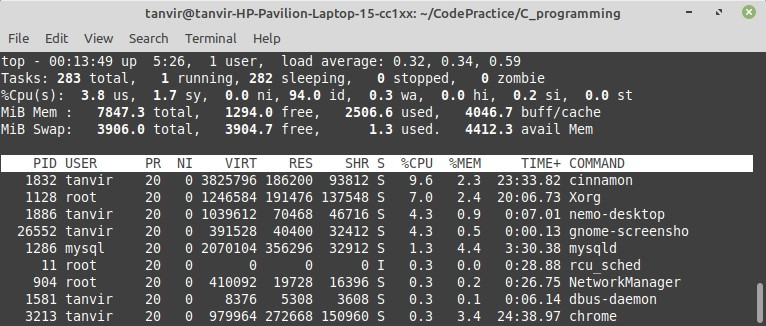 tanvir@tanvir-HP-Pavilion-Laptop-15-cc1xx: ~/CodePractice/C_programming
File Edit View Search Terminal Help
top - 00:13:49 up  5:26,  1 user,  load average: 0.32, 0.34, 0.59
Tasks: 283 total,   1 running, 282 sleeping,   0 stopped,   0 zombie
%Cpu(s):  3.8 us,  1.7 sy,  0.0 ni, 94.0 id,  0.3 wa,  0.0 hi,  0.2 si,  0.0 st
MiB Mem :   7847.3 total,   1294.0 free,   2506.6 used,   4046.7 buff/cache
MiB Swap:   3906.0 total,   3904.7 free,      1.3 used.   4412.3 avail Mem
PID USER      PR  NI    VIRT    RES    SHR S  %CPU  %MEM     TIME+ COMMAND
1832 tanvir    20   0 3825796 186200  93812 S   9.6   2.3  23:33.82 cinnamon
1128 root      20   0 1246584 191476 137548 S   7.0   2.4  20:06.73 Xorg
1886 tanvir    20   0 1039612  70468  46716 S   4.3   0.9   0:07.01 nemo-desktop
26552 tanvir    20   0  391528  40400  32412 S   4.3   0.5   0:00.13 gnome-screensho
1286 mysql     20   0 2070104 356296  32912 S   1.3   4.4   3:30.38 mysqld
11 root      20   0       0      0      0 I   0.3   0.0   0:28.88 rcu_sched
904 root      20   0  410092  19728  16396 S   0.3   0.2   0:26.75 NetworkManager
1581 tanvir    20   0    8376   5308   3608 S   0.3   0.1   0:06.14 dbus-daemon
3213 tanvir    20   0  979964 272668 150960 S   0.3   3.4  24:38.97 chrome